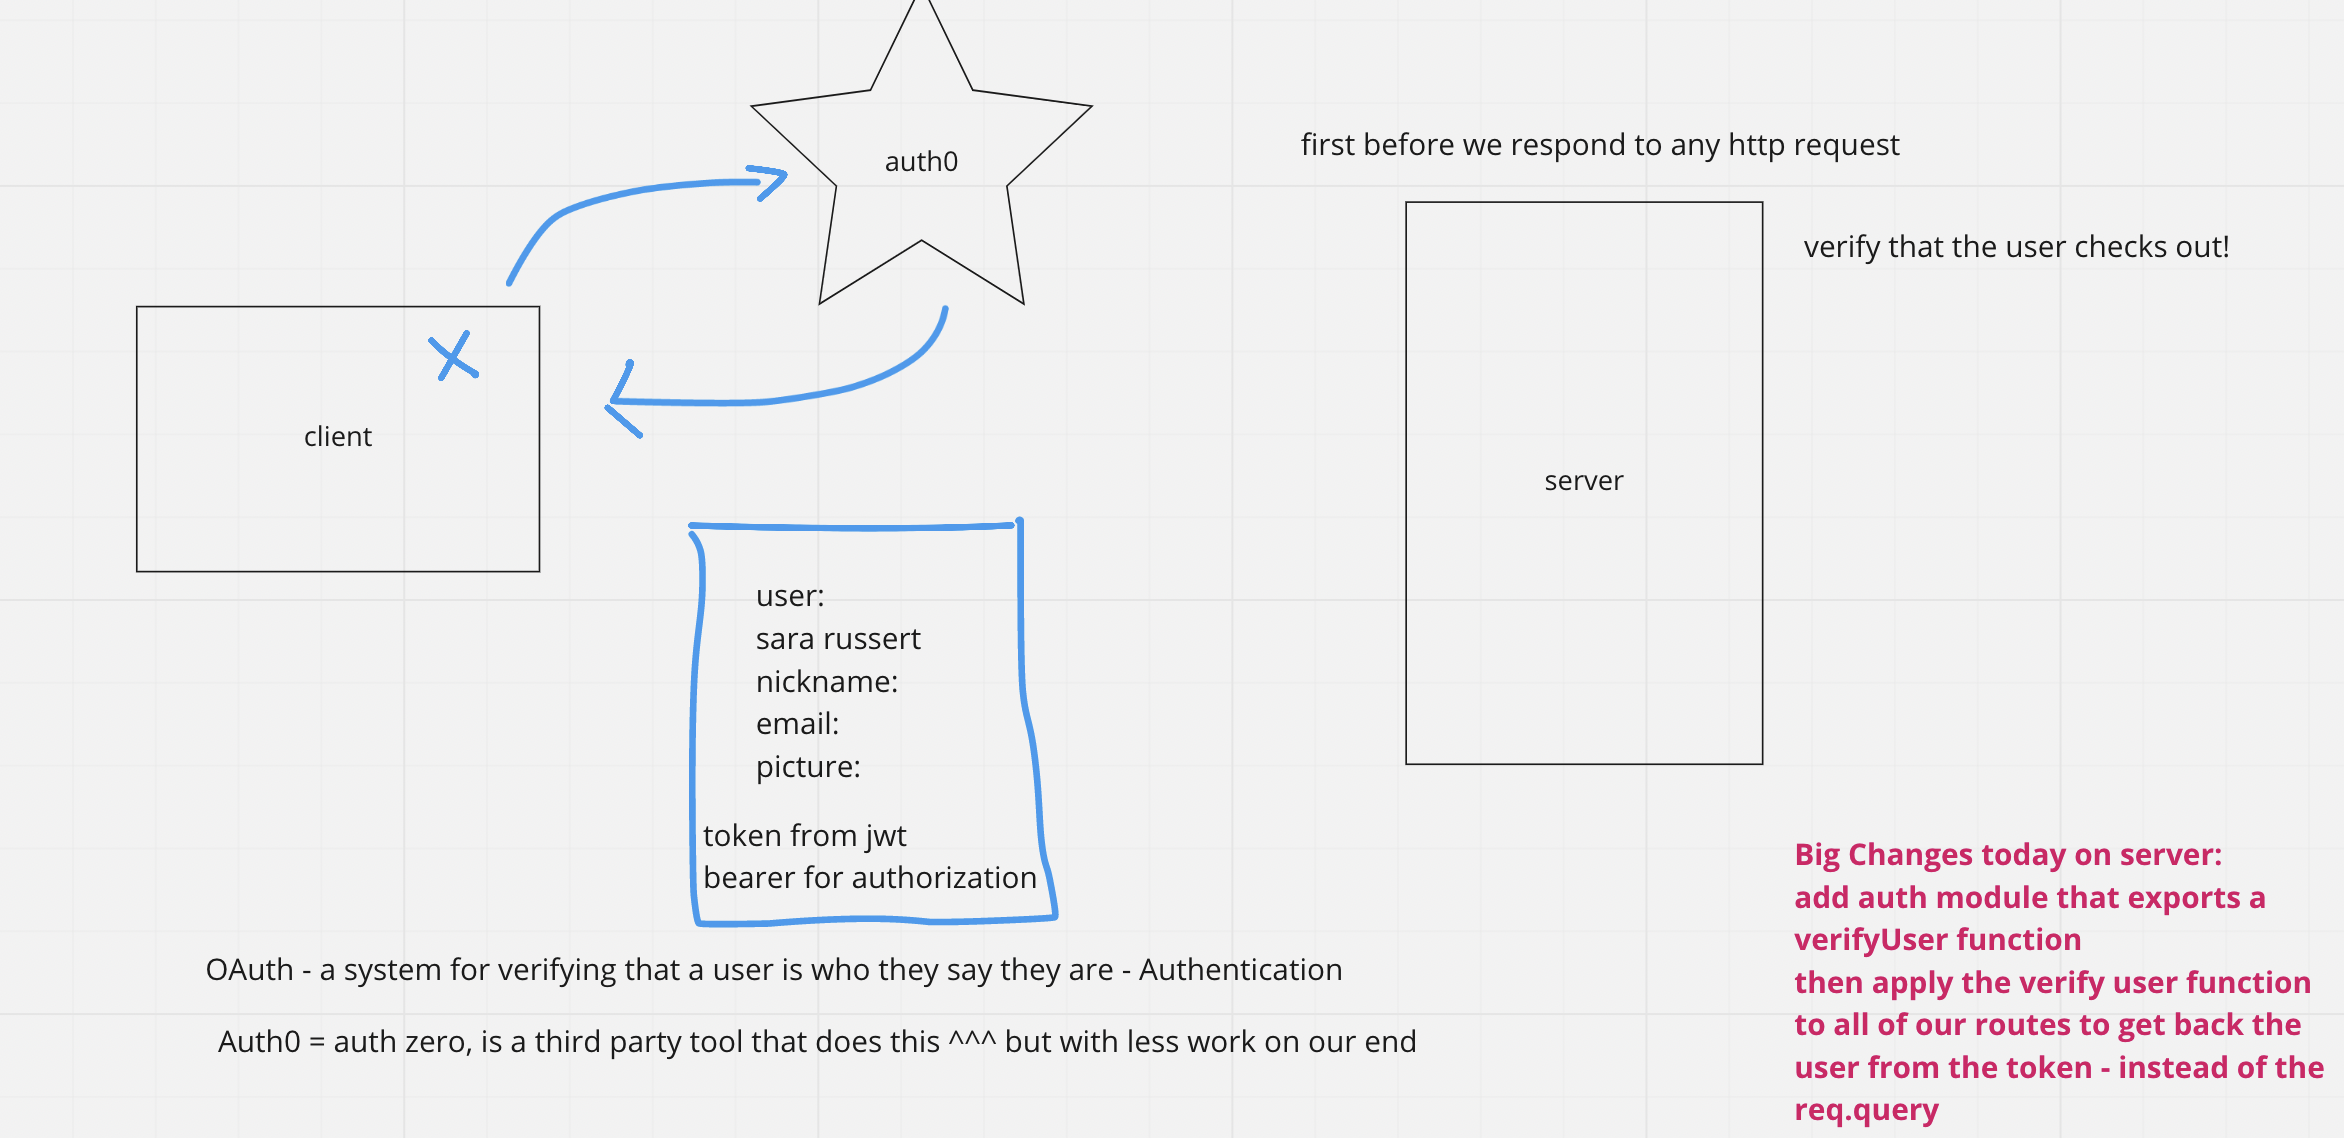 auth0
first before we respond to any http request
verify that the user checks out!
client
server
user:
sara russert
nickname:
email:
picture:
token from jwt
bearer for authorization
OAuth - a system for verifying that a user is who they say they are - Authentication
Auth0 = auth zero, is a third party tool that does this ^^^ but with less work on our end
Big Changes today on server:
add auth module that exports a
verifyUser function
then apply the verify user function
to all of our routes to get back the
user from the token - instead of the
req.query